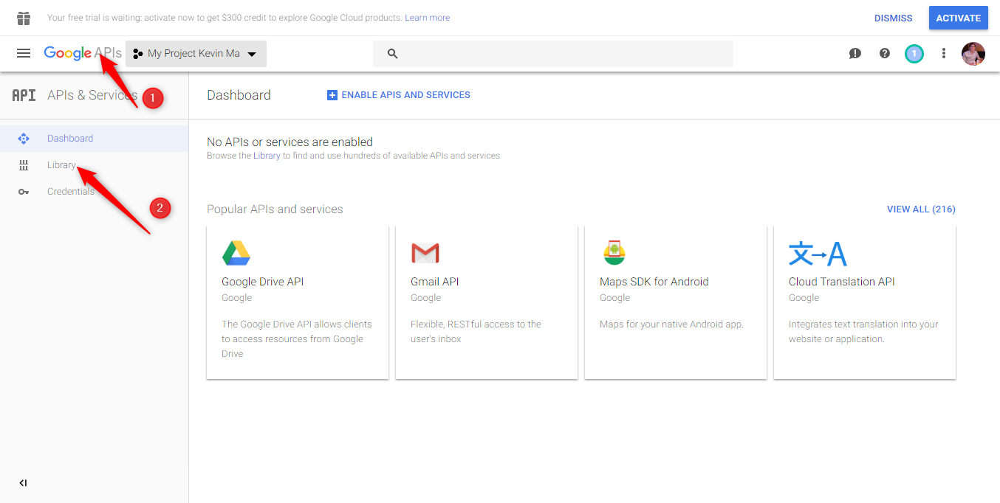 Your free trial is waiting: activate now to get $300 credit to explore Google Cloud products. Learn more
DISMISS
ACTIVATE
Google APIs
My Project Kevin Ma
1
API
APIs & Services
1
Dashboard
ENABLE APIS AND SERVICES
Dashboard
Library
2
Credentials
No APIs or services are enabled
Browse the Library to find and use hundreds of available APIs and services
Popular APIs and services
VIEW ALL (216)
Google Drive API
Google
The Google Drive API allows clients
to access resources from Google
Drive
Gmail API
Google
Flexible, RESTful access to the
user's inbox
Maps SDK for Android
Google
Maps for your native Android app.
文→A
Cloud Translation API
Google
Integrates text translation into your
website or application.